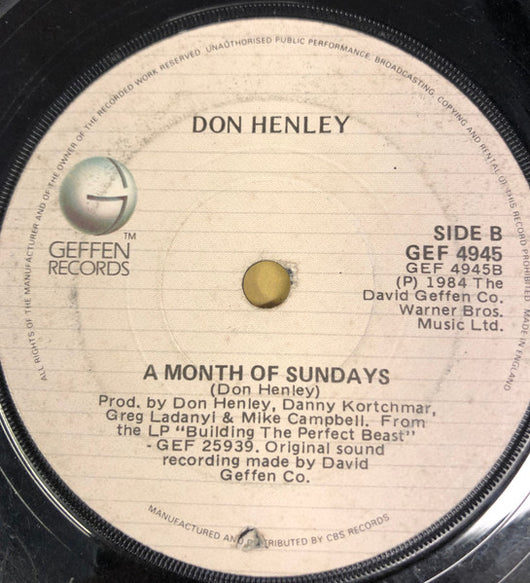 ALL RIGHTS OF THE MANUFACTURER AND OF THE OWNER OF THE RECORDED WORK RESERVED. UNAUTHORISED PUBLIC PERFORMANCE, BROADCASTING, COPYING AND RENTAL OF THIS RECORD PROHIBITED. MADE IN ENGLAND
DON HENLEY
G
TM
GEFFEN
RECORDS
SIDE B
GEF 4945
GEF 4945B
(P) 1984 The
David Geffen Co.
Warner Bros.
Music Ltd.
A MONTH OF SUNDAYS
(Don Henley)
Prod. by Don Henley, Danny Kortchmar,
Greg Ladanyi & Mike Campbell. From
the LP "Building The Perfect Beast"
- GEF 25939. Original sound
recording made by David
Geffen Co.
MANUFACTURED AND DISTRIBUTED BY CBS RECORDS